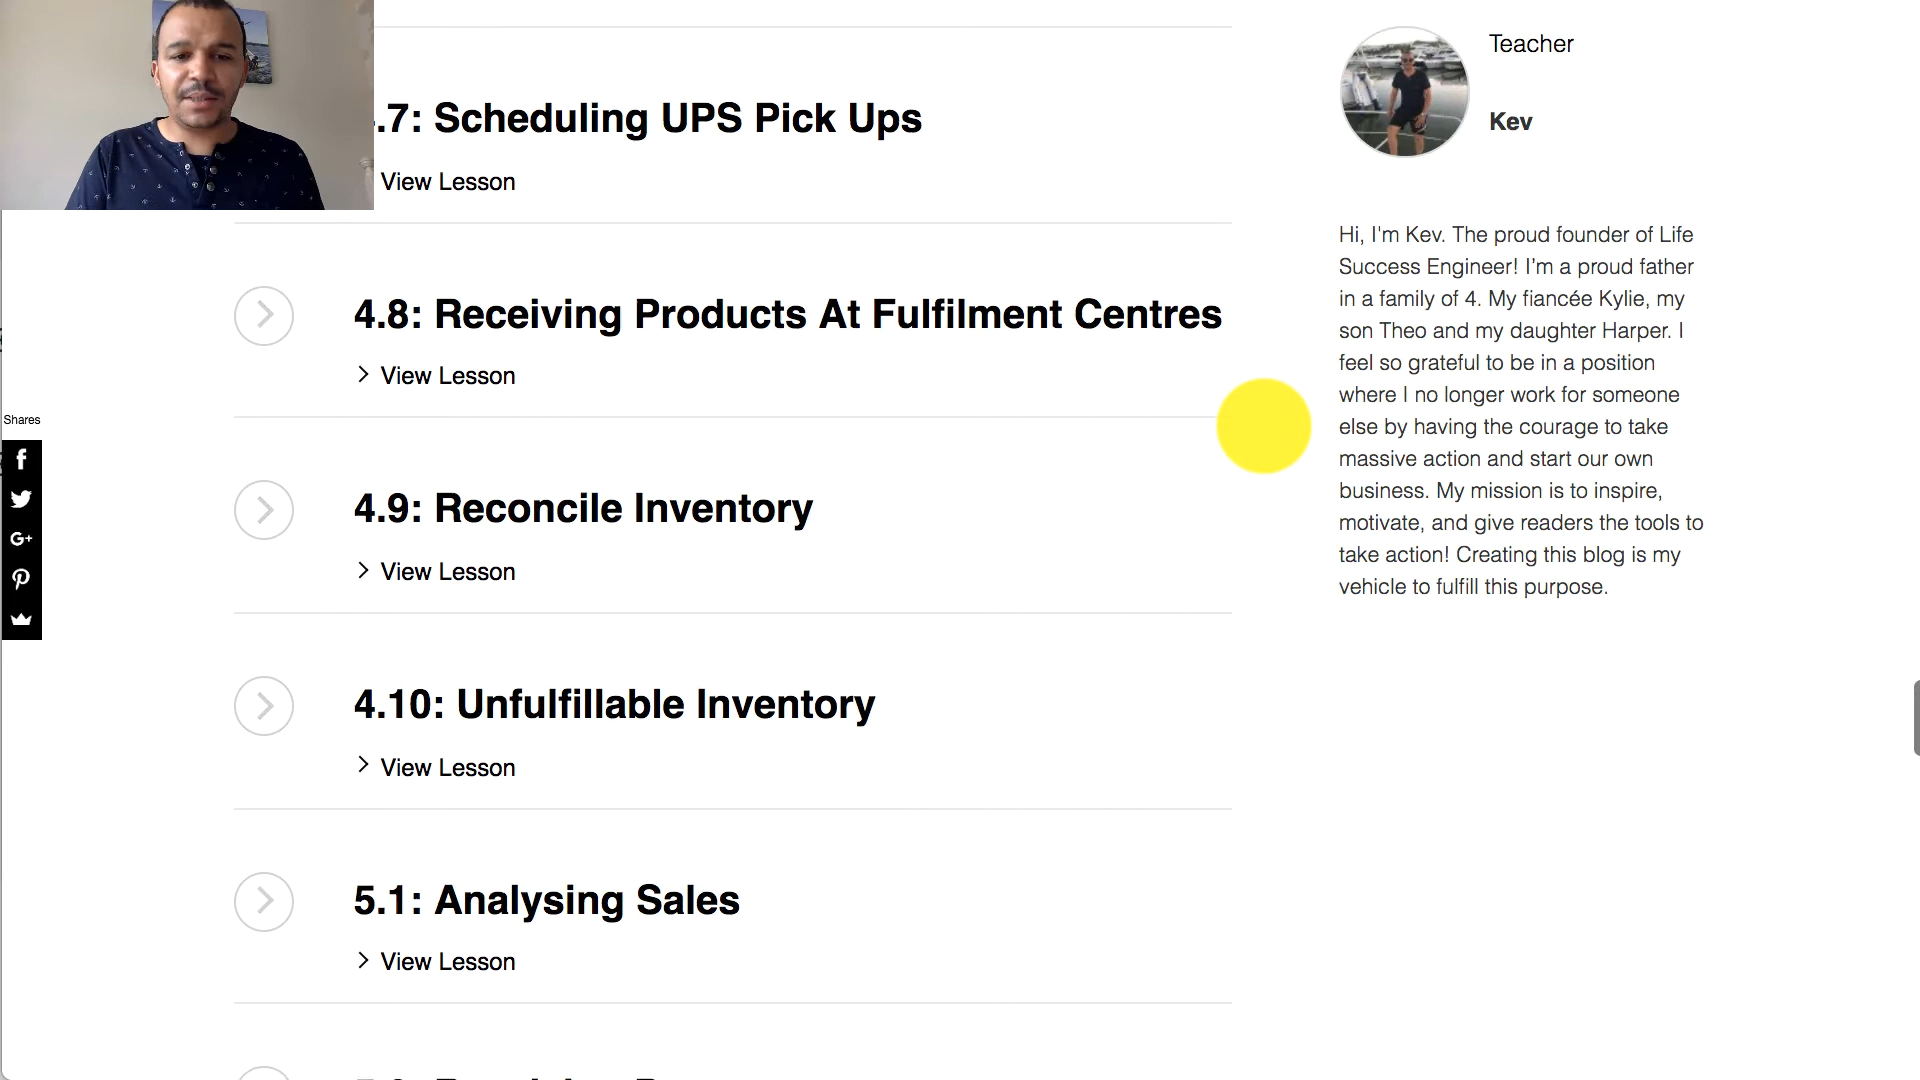 .7: Scheduling UPS Pick Ups
View Lesson
4.8: Receiving Products At Fulfilment Centres
View Lesson
4.9: Reconcile Inventory
View Lesson
4.10: Unfulfillable Inventory
View Lesson
5.1: Analysing Sales
View Lesson
Shares
Teacher
Kev
Hi, I'm Kev. The proud founder of Life
Success Engineer! I'm a proud father
in a family of 4. My fiancée Kylie, my
son Theo and my daughter Harper. I
feel so grateful to be in a position
where I no longer work for someone
else by having the courage to take
massive action and start our own
business. My mission is to inspire,
motivate, and give readers the tools to
take action! Creating this blog is my
vehicle to fulfill this purpose.